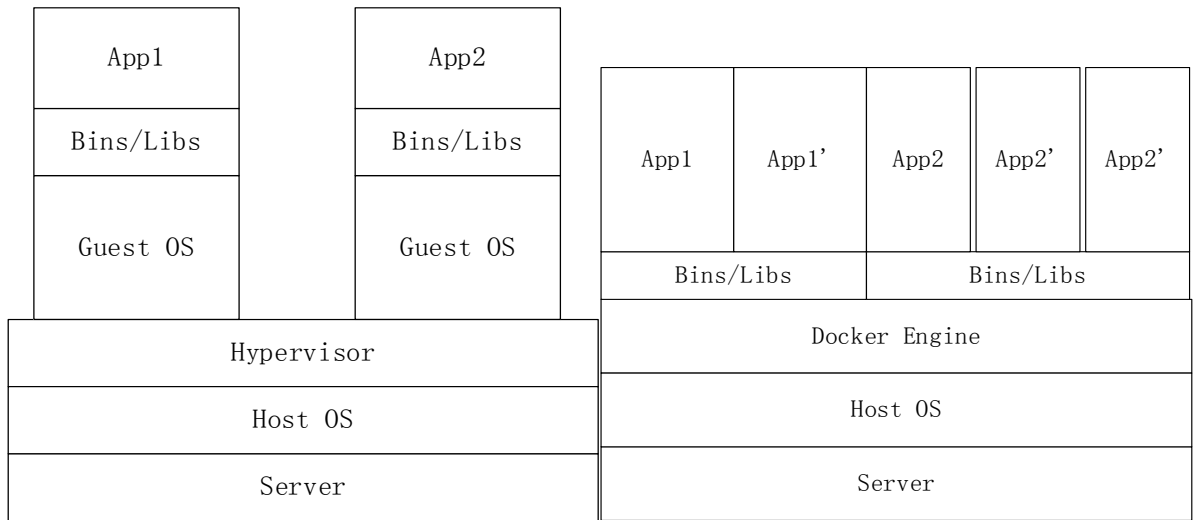 App1
App2
Bins/Libs
Bins/Libs
Guest OS
Guest OS
Hypervisor
Host OS
Server
App1
App1'
App2
App2'
App2'
Bins/Libs
Bins/Libs
Docker Engine
Host OS
Server